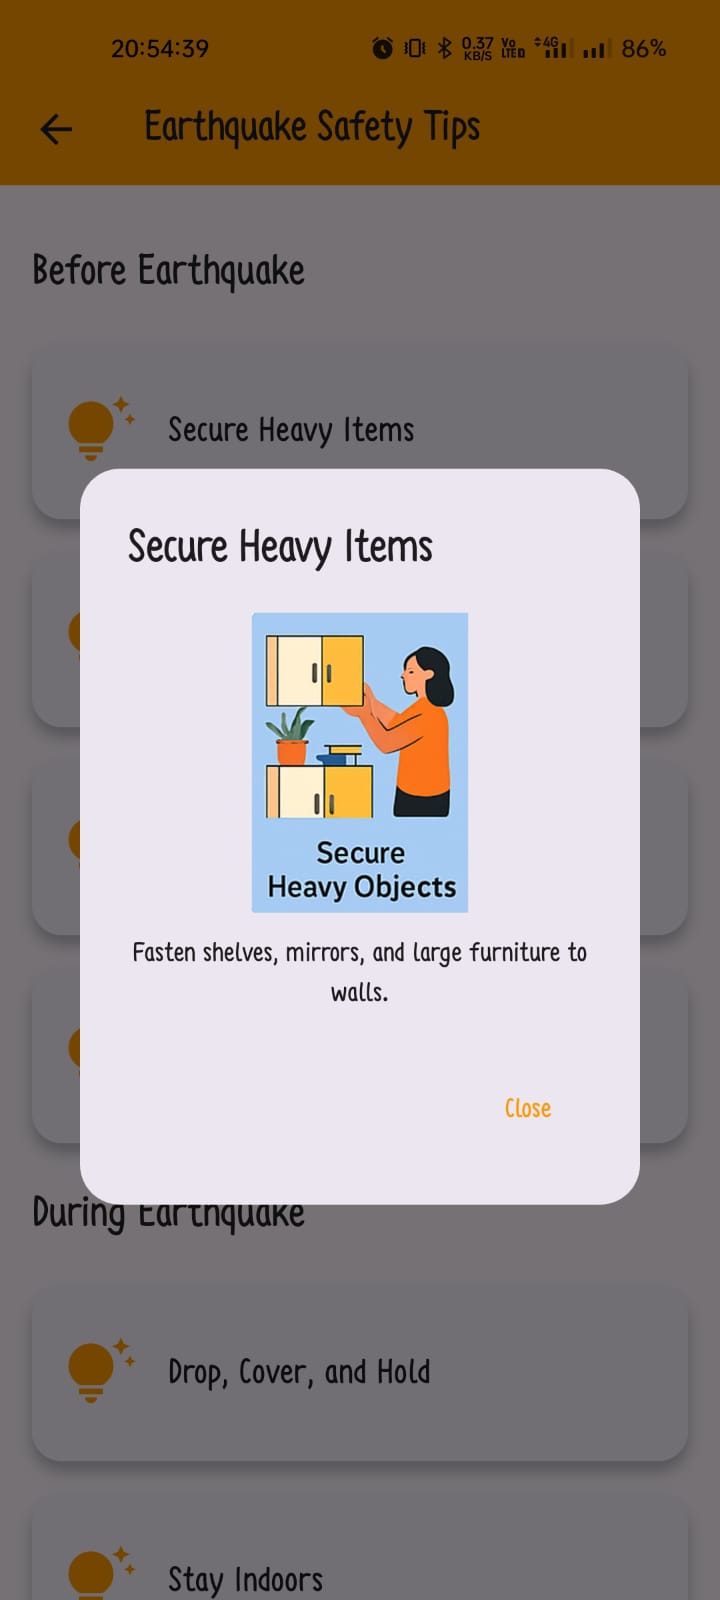 20:54:39
0.37 KB/S
Vo LTE D
4G
86%
Earthquake Safety Tips
Before Earthquake
Secure Heavy Items
Secure Heavy Items
Secure
Heavy Objects
Fasten shelves, mirrors, and large furniture to
walls.
Close
During Earthquake
Drop, Cover, and Hold
Stay Indoors